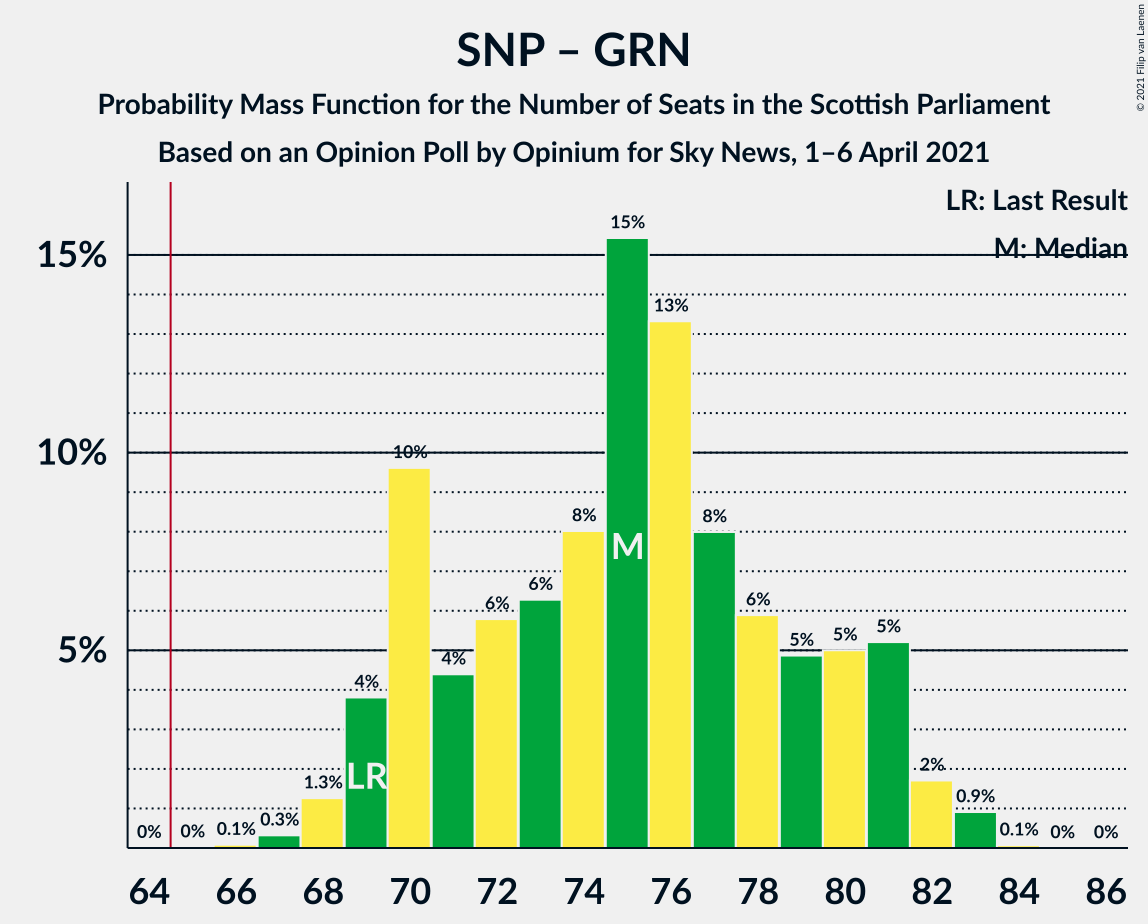 © 2021 Filip van Laenen
SNP – GRN
Probability Mass Function for the Number of Seats in the Scottish Parliament
Based on an Opinion Poll by Opinium for Sky News, 1–6 April 2021
LR: Last Result
M: Median
15%
10%
5%
0% 0% 0.1% 0.3% 1.3% 4% 10% 4% 6% 6% 8% 15% 13% 8% 6% 5% 5% 5% 2% 0.9% 0.1% 0% 0%
M
LR
64 66 68 70 72 74 76 78 80 82 84 86